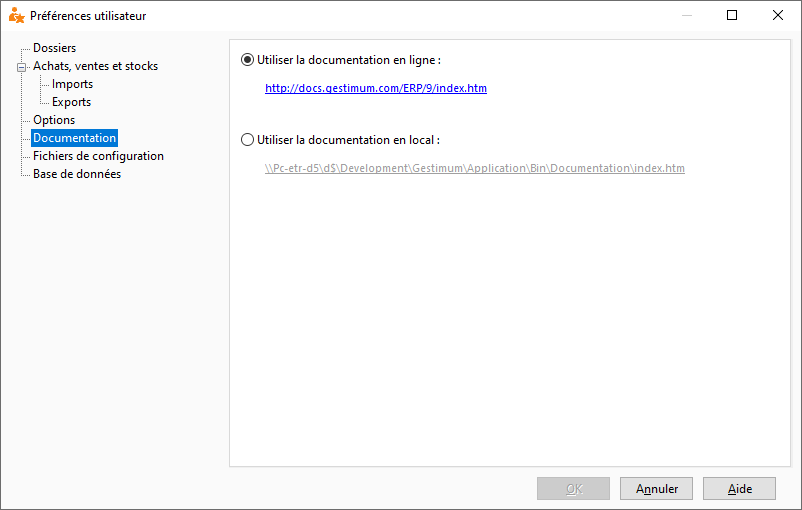 Préférences utilisateur
Dossiers
Achats, ventes et stocks
Imports
Exports
Options
Documentation
Fichiers de configuration
Base de données
Utiliser la documentation en ligne :
http://docs.gestimum.com/ERP/9/index.htm
Utiliser la documentation en local :
\\Pc-etr-d5\d$\Development\Gestimum\Application\Bin\Documentation\index.htm
OK
Annuler
Aide